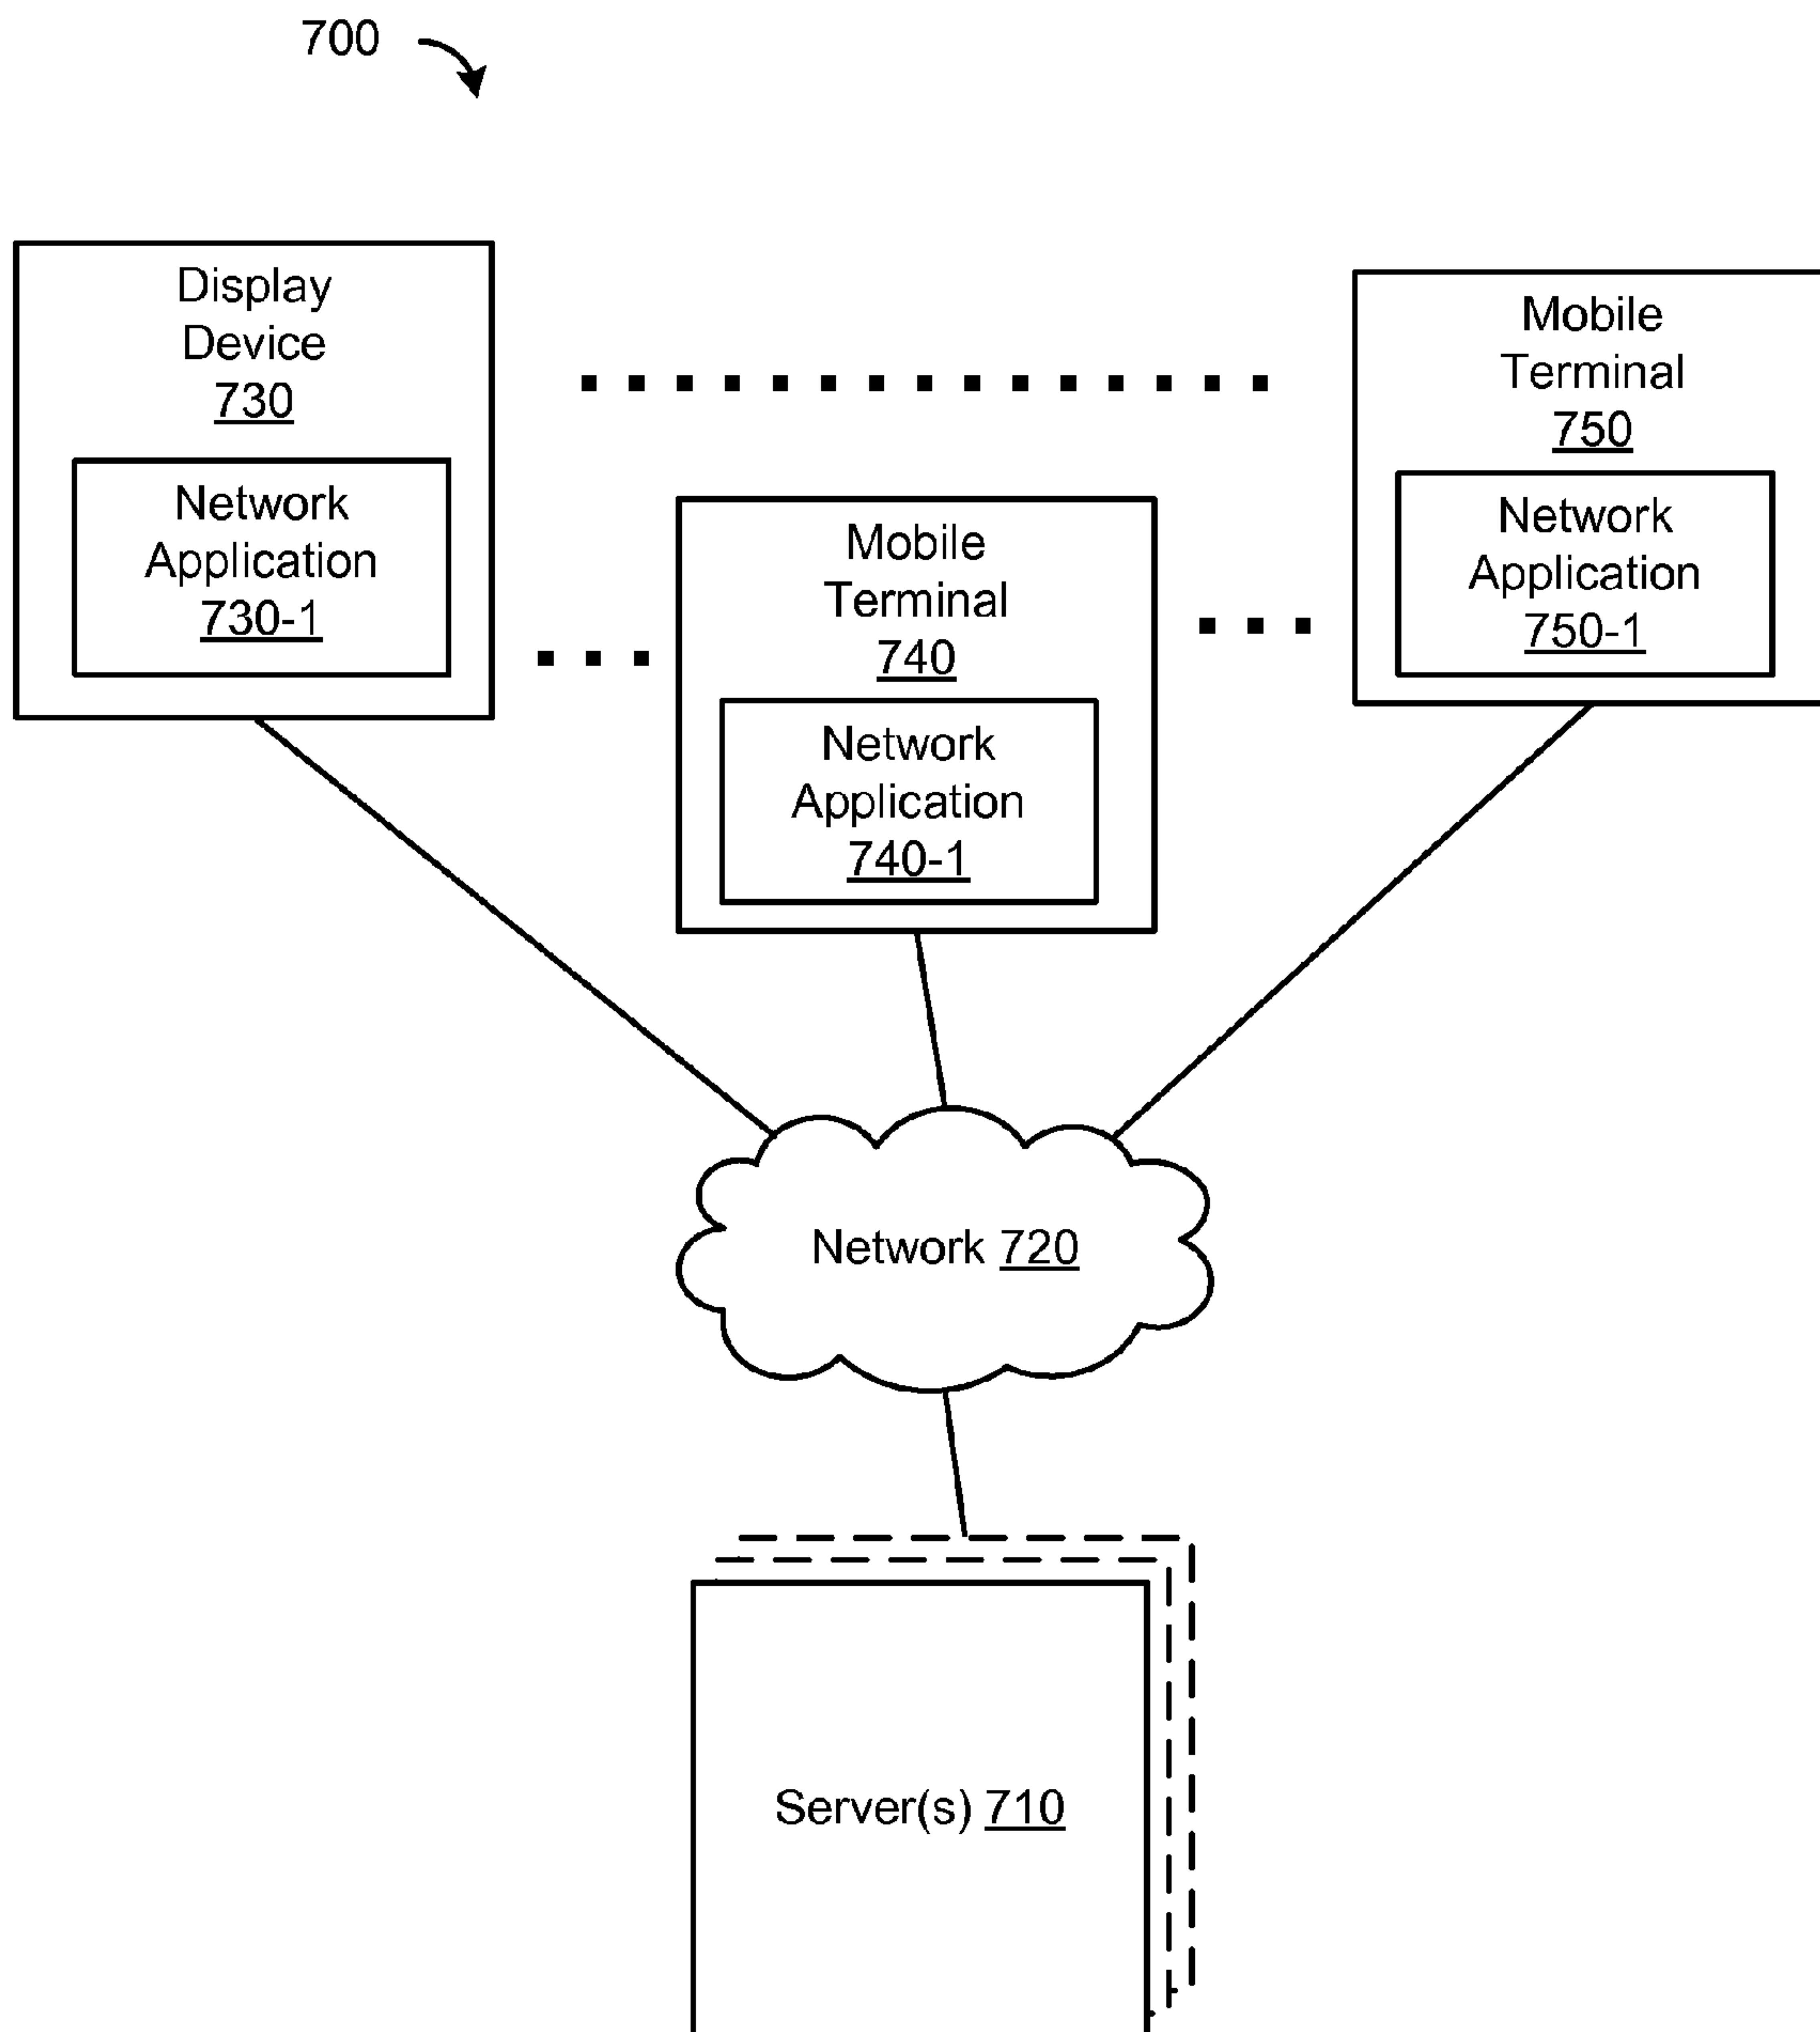 700
Display
Device
730
Network
Application
730-1
Mobile
Terminal
740
Network
Application
740-1
Mobile
Terminal
750
Network
Application
750-1
Network 720
Server(s) 710